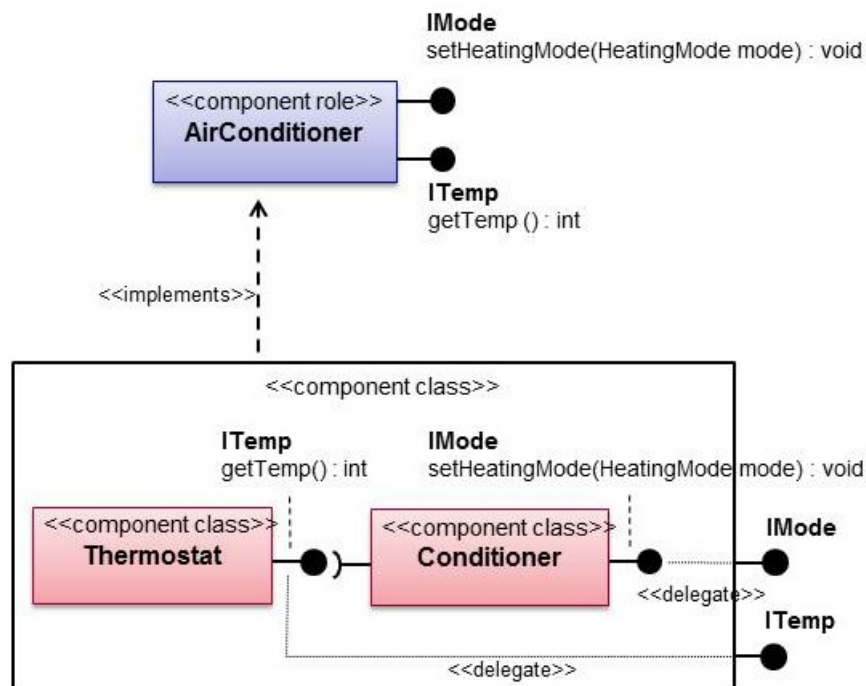 IMode
setHeatingMode(HeatingMode mode) : void
<<component role>>
AirConditioner
ITemp
getTemp () : int
<<implements>>
<<component class>>
ITemp
getTemp() : int
IMode
setHeatingMode(HeatingMode mode) : void
<<component class>>
Thermostat
<<component class>>
Conditioner
IMode
<<delegate>>
ITemp
<<delegate>>